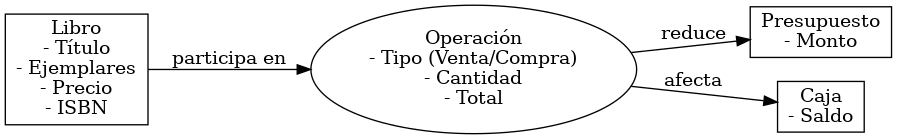 Libro
- Título
- Ejemplares
- Precio
- ISBN
participa en
Operación
- Tipo (Venta/Compra)
- Cantidad
- Total
reduce
Presupuesto
- Monto
afecta
Caja
- Saldo